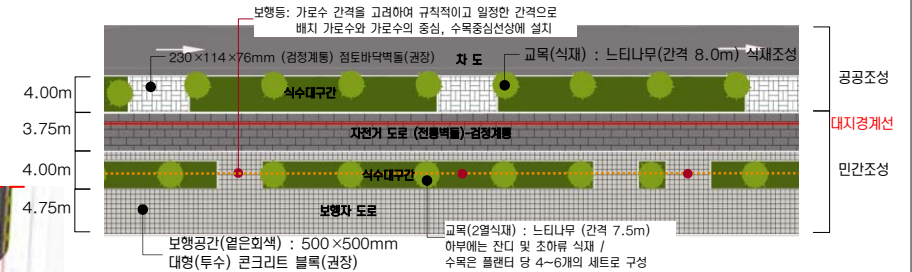 보행등: 가로수 간격을 고려하여 규칙적이고 일정한 간격으로
배치 가로수와 가로수의 중심, 수목중심선상에 설치
230×114×76mm (검정계통) 점토바닥벽돌(권장)
차 도
교목(식재) : 느티나무(간격 8.0m) 식재조성
공공조성
4.00m
식수대구간
3.75m
자전거 도로 (전통벽돌)-검정계통
대지경계선
4.00m
식수대구간
민간조성
4.75m
보행자 도로
보행공간(옅은회색) : 500×500mm
대형(투수) 콘크리트 블록(권장)
교목(2열식재) : 느티나무 (간격 7.5m)
하부에는 잔디 및 초하류 식재 /
수목은 플랜터 당 4~6개의 세트로 구성